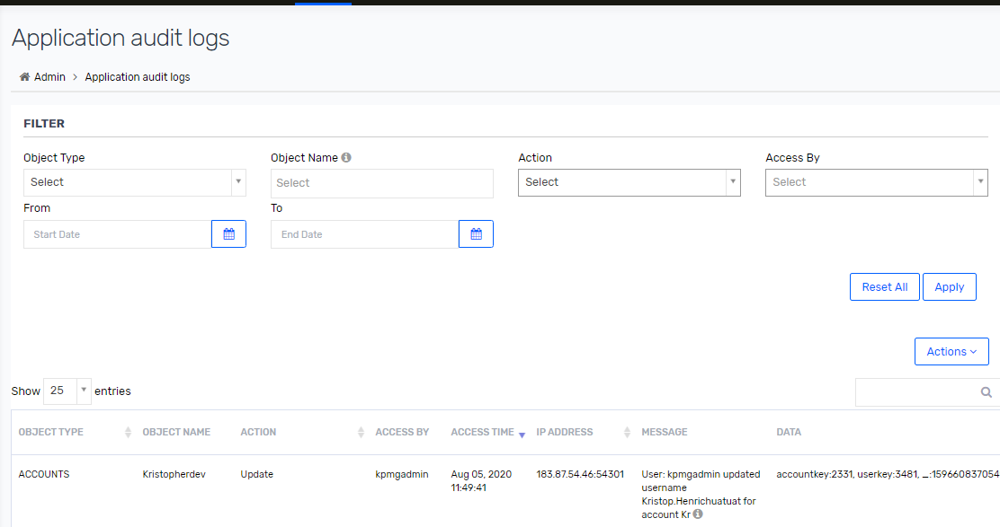 Application audit logs
Admin > Application audit logs
FILTER
Object Type Object Name Action Access By
Select Select Select Select
From To
Start Date End Date
Reset All Apply
Actions
Show 25 entries
OBJECT TYPE OBJECT NAME ACTION ACCESS BY ACCESS TIME IP ADDRESS MESSAGE DATA
ACCOUNTS Kristopherdev Update kpmgadmin Aug 05, 2020 183.87.54.46:54301 User: kpmgadmin updated accountkey:2331, userkey:3481, _:159660837054
11:49:41 username
Kristop.Henrichuatuat for
account Kr